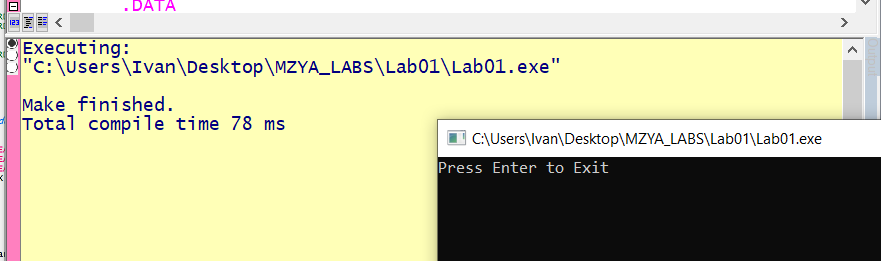 .DATA
Executing:
"C:\Users\Ivan\Desktop\MZYA_LABS\Lab01\Lab01.exe"
Make finished.
Total compile time 78 ms
C:\Users\Ivan\Desktop\MZYA_LABS\Lab01\Lab01.exe
Press Enter to Exit